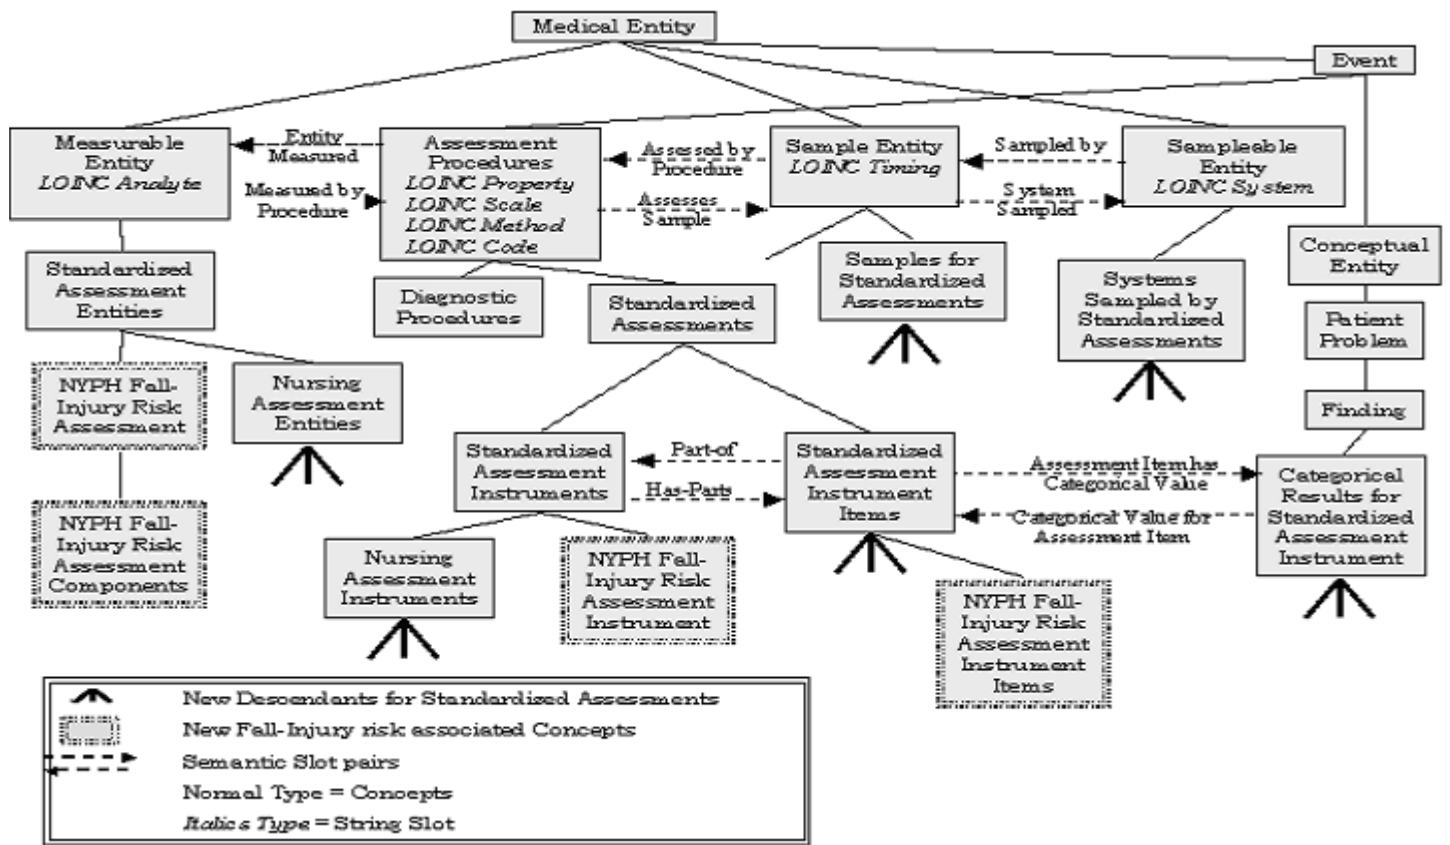 Medical Entity
Event
Measurable
Entity
LOINC Analyte
Entity
Measured
Measured by
Procedure
Assessment
Procedures
LOINC Property
LOINC Scale
LOINC Method
LOINC Code
Assessed by
Procedure
Assesses
Sample
Sample Entity
LOINC Timing
Sampled by
System
Sampled
Sampleable
Entity
LOINC System
Conceptual
Entity
Standardized
Assessment
Entities
Diagnostic
Procedures
Standardized
Assessments
Samples for
Standardized
Assessments
Systems
Sampled by
Standardized
Assessments
Patient
Problem
NYPH Fall-
Injury Risk
Assessment
Nursing
Assessment
Entities
Finding
Standardized
Assessment
Instruments
Part-of
Has-Parts
Standardized
Assessment
Instrument
Items
Assessment Item has
Categorical Value
Categorical Value for
Assessment Item
Categorical
Results for
Standardized
Assessment
Instrument
NYPH Fall-
Injury Risk
Assessment
Components
Nursing
Assessment
Instruments
NYPH Fall-
Injury Risk
Assessment
Instrument
NYPH Fall-
Injury Risk
Assessment
Instrument
Items
New Descendants for Standardized Assessments
New Fall-Injury risk associated Concepts
Semantic Slot pairs
Normal Type = Concepts
Italics Type = String Slot